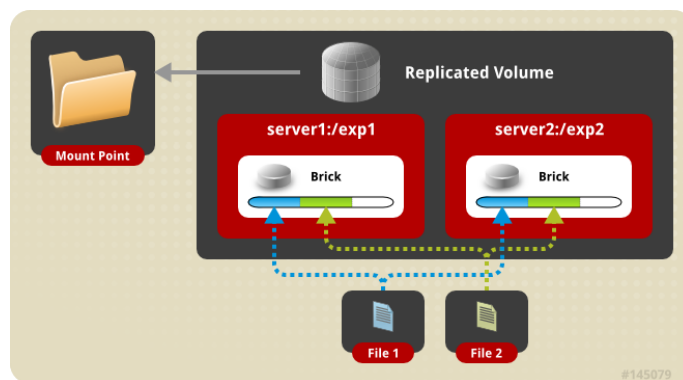 Replicated Volume
Mount Point
server1:/exp1
server2:/exp2
Brick
Brick
File 1
File 2
#145079